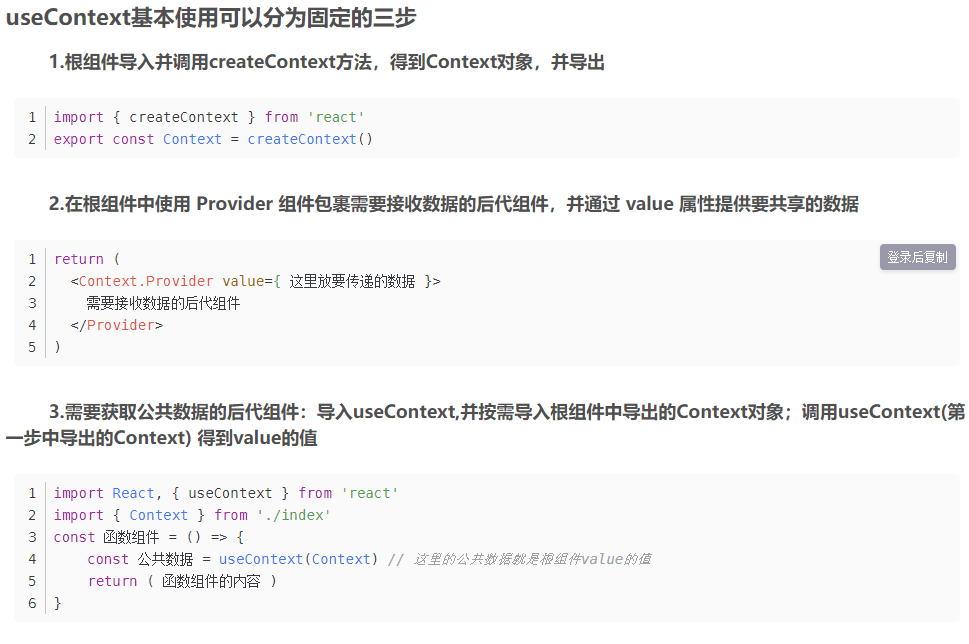 useContext基本使用可以分为固定的三步
1.根组件导入并调用createContext方法，得到Context对象，并导出
1 import { createContext } from 'react'
2 export const Context = createContext()
2.在根组件中使用 Provider 组件包裹需要接收数据的后代组件，并通过 value 属性提供要共享的数据
登录后复制
1 return (
2   <Context.Provider value={ 这里放要传递的数据 }>
3     需要接收数据的后代组件
4   </Provider>
5 )
3.需要获取公共数据的后代组件：导入useContext,并按需导入根组件中导出的Context对象；调用useContext(第
一步中导出的Context) 得到value的值
1 import React, { useContext } from 'react'
2 import { Context } from './index'
3 const 函数组件 = () => {
4     const 公共数据 = useContext(Context) // 这里的公共数据就是根组件value的值
5     return ( 函数组件的内容 )
6 }